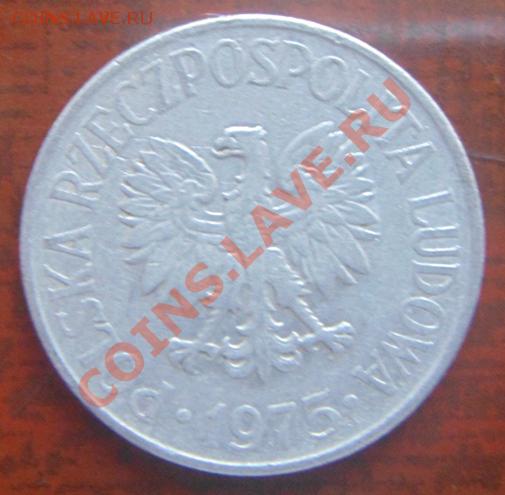 COINS.LAVE.RU
POLSKA RZECZPOSPOLITA LUDOWA
• 1975 •
COINS.LAVE.RU